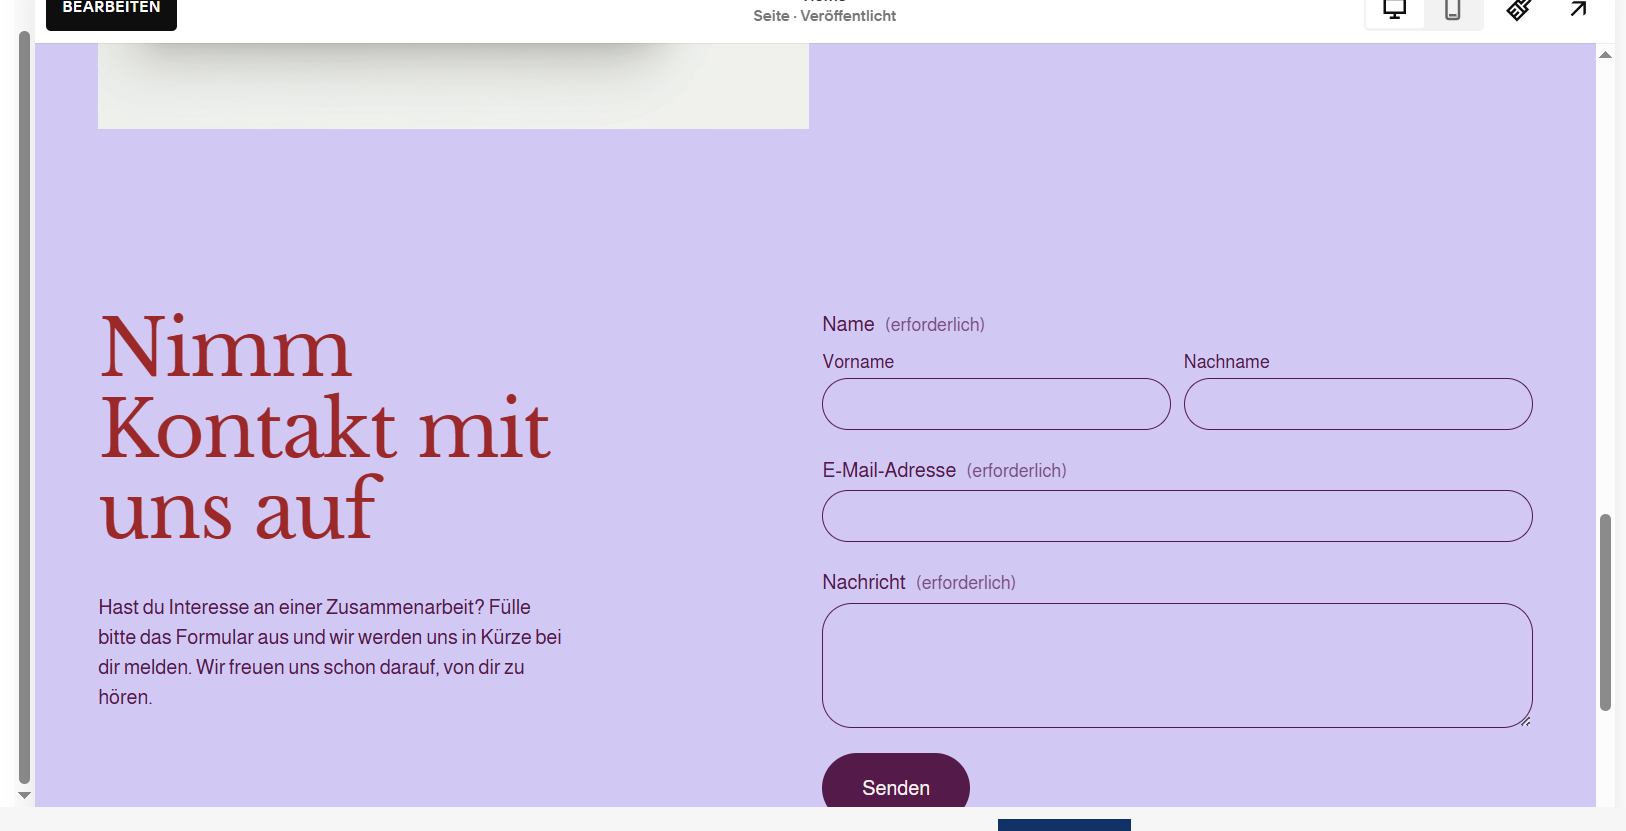 BEARBEITEN
Seite · Veröffentlicht
Nimm
Kontakt mit
uns auf
Hast du Interesse an einer Zusammenarbeit? Fülle
bitte das Formular aus und wir werden uns in Kürze bei
dir melden. Wir freuen uns schon darauf, von dir zu
hören.
Name (erforderlich)
Vorname Nachname
E-Mail-Adresse (erforderlich)
Nachricht (erforderlich)
Senden